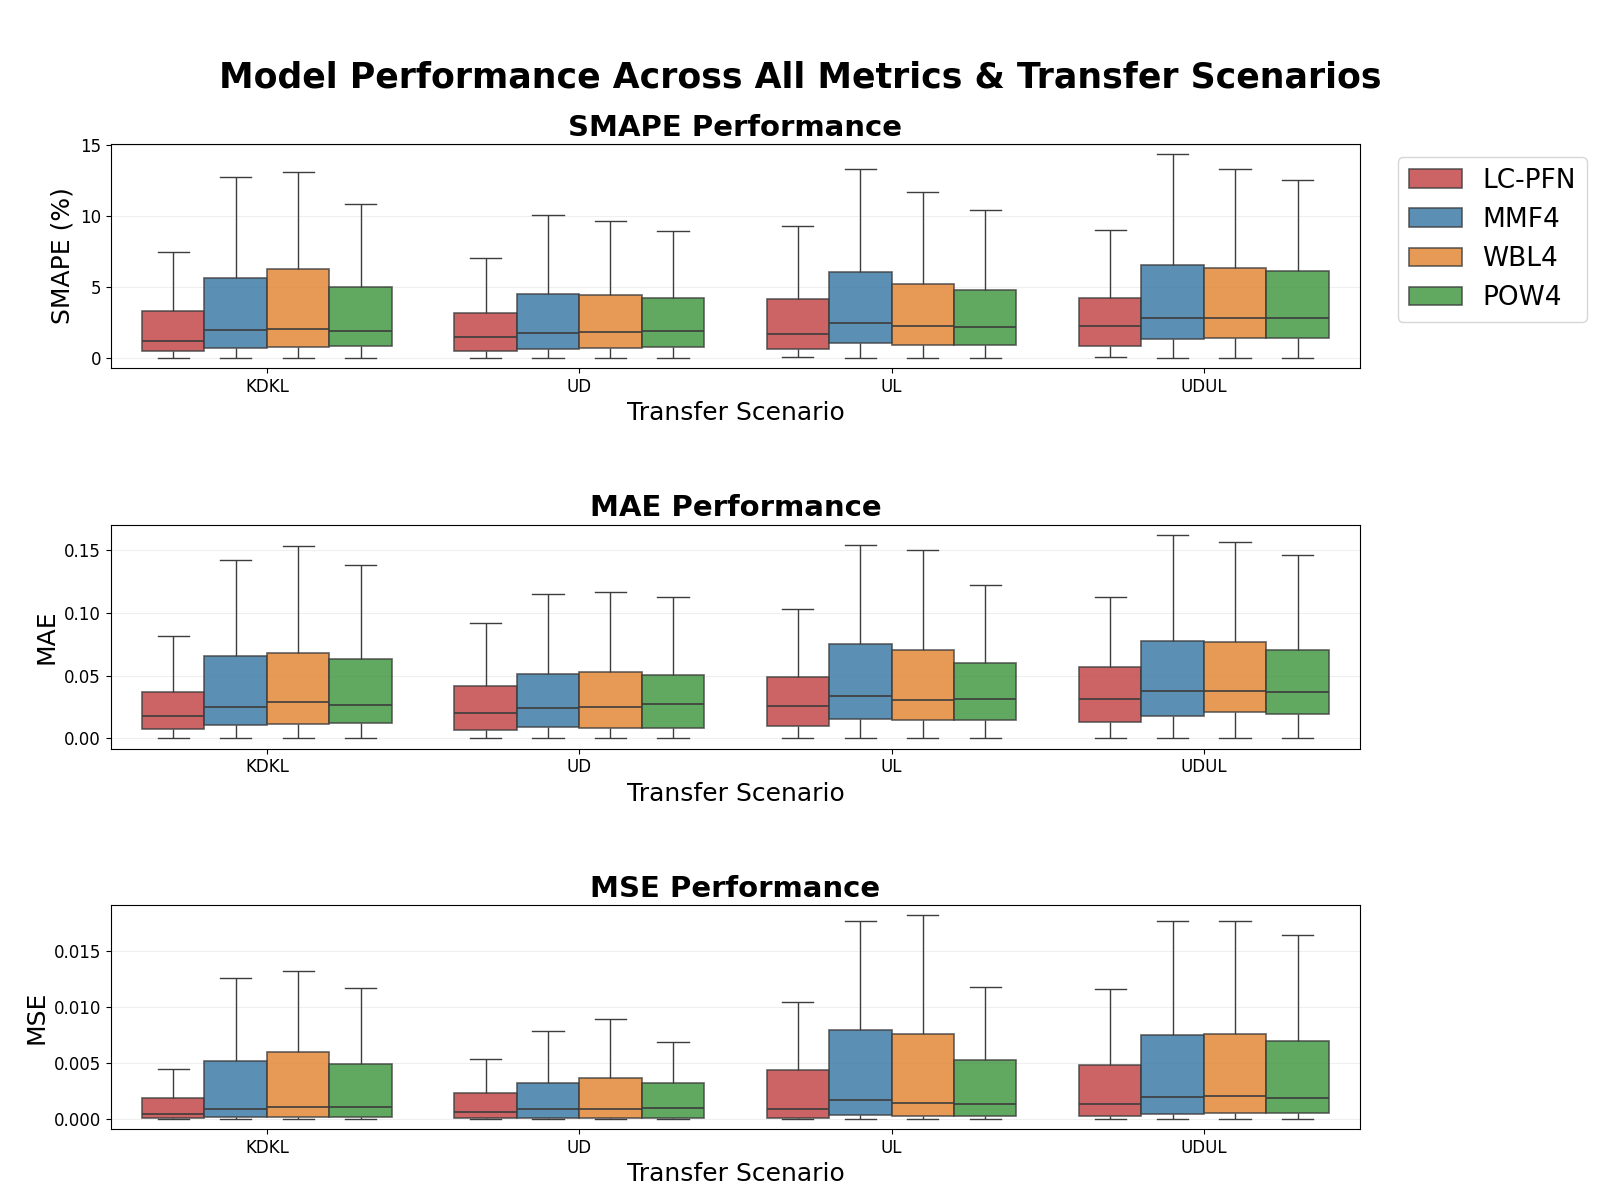 Model Performance Across All Metrics & Transfer Scenarios
SMAPE Performance
SMAPE (%)
15
10
5
0
KDKL UD UL UDUL
Transfer Scenario
LC-PFN
MMF4
WBL4
POW4
MAE Performance
MAE
0.15
0.10
0.05
0.00
KDKL UD UL UDUL
Transfer Scenario
MSE Performance
MSE
0.015
0.010
0.005
0.000
KDKL UD UL UDUL
Transfer Scenario